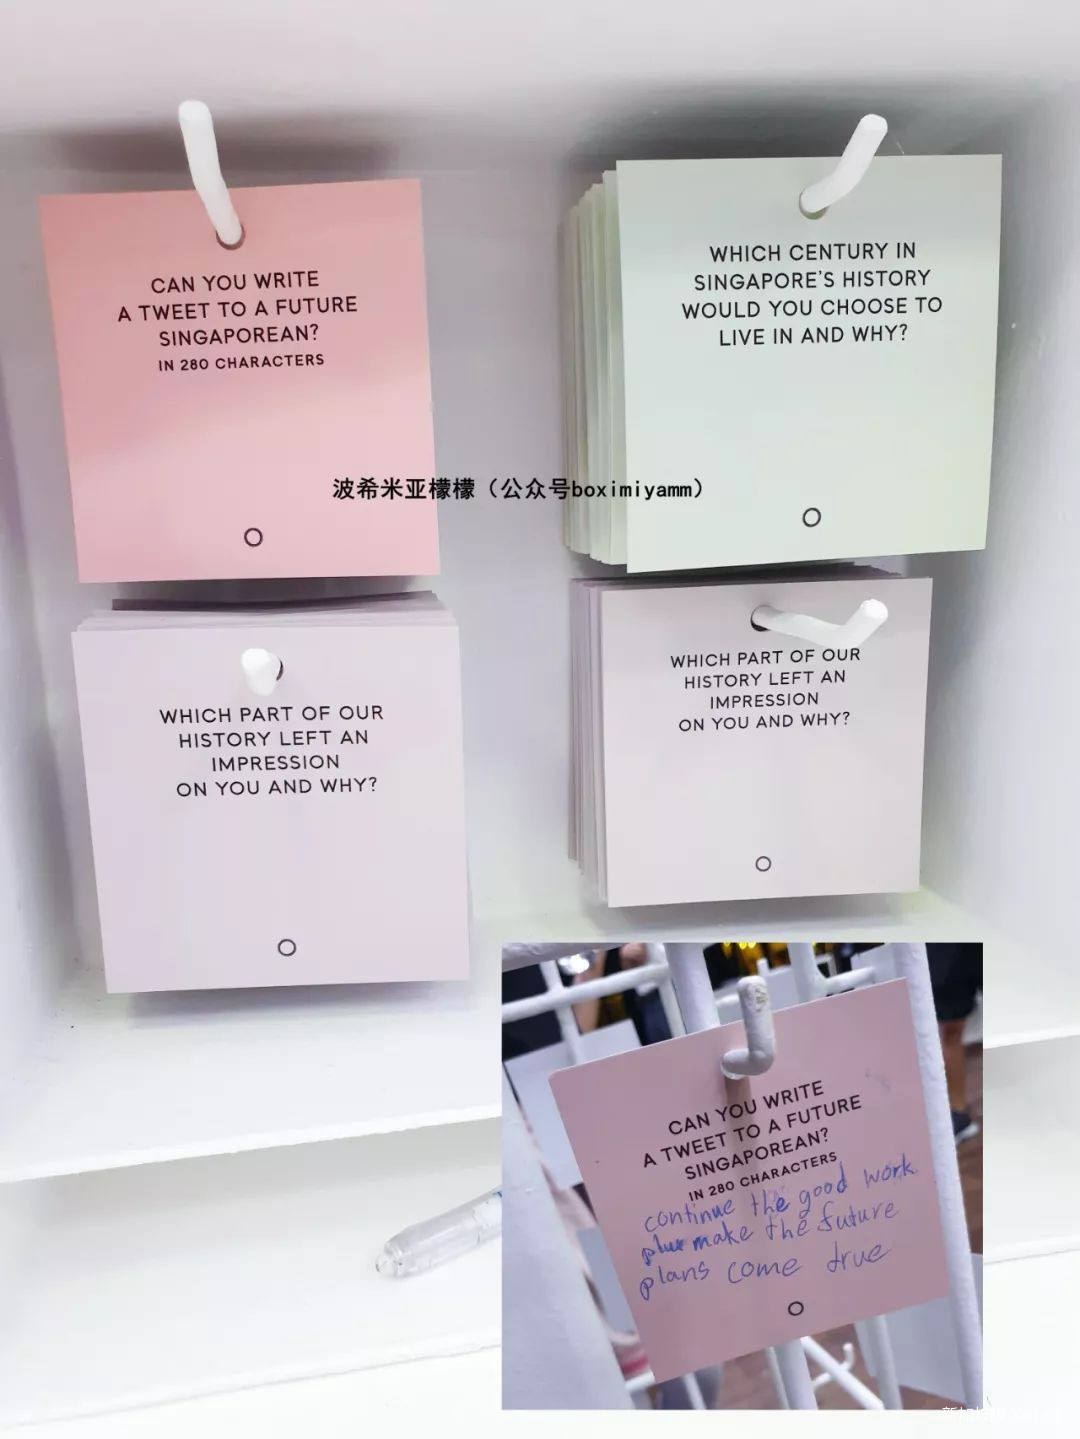 CAN YOU WRITE
A TWEET TO A FUTURE
SINGAPOREAN?
IN 280 CHARACTERS
WHICH CENTURY IN
SINGAPORE'S HISTORY
WOULD YOU CHOOSE TO
LIVE IN AND WHY?
波希米亚檬檬（公众号boximiyamm）
WHICH PART OF OUR
HISTORY LEFT AN
IMPRESSION
ON YOU AND WHY?
WHICH PART OF OUR
HISTORY LEFT AN
IMPRESSION
ON YOU AND WHY?
CAN YOU WRITE
A TWEET TO A FUTURE
SINGAPOREAN?
IN 280 CHARACTERS
continue the good work
make the future
plans come true